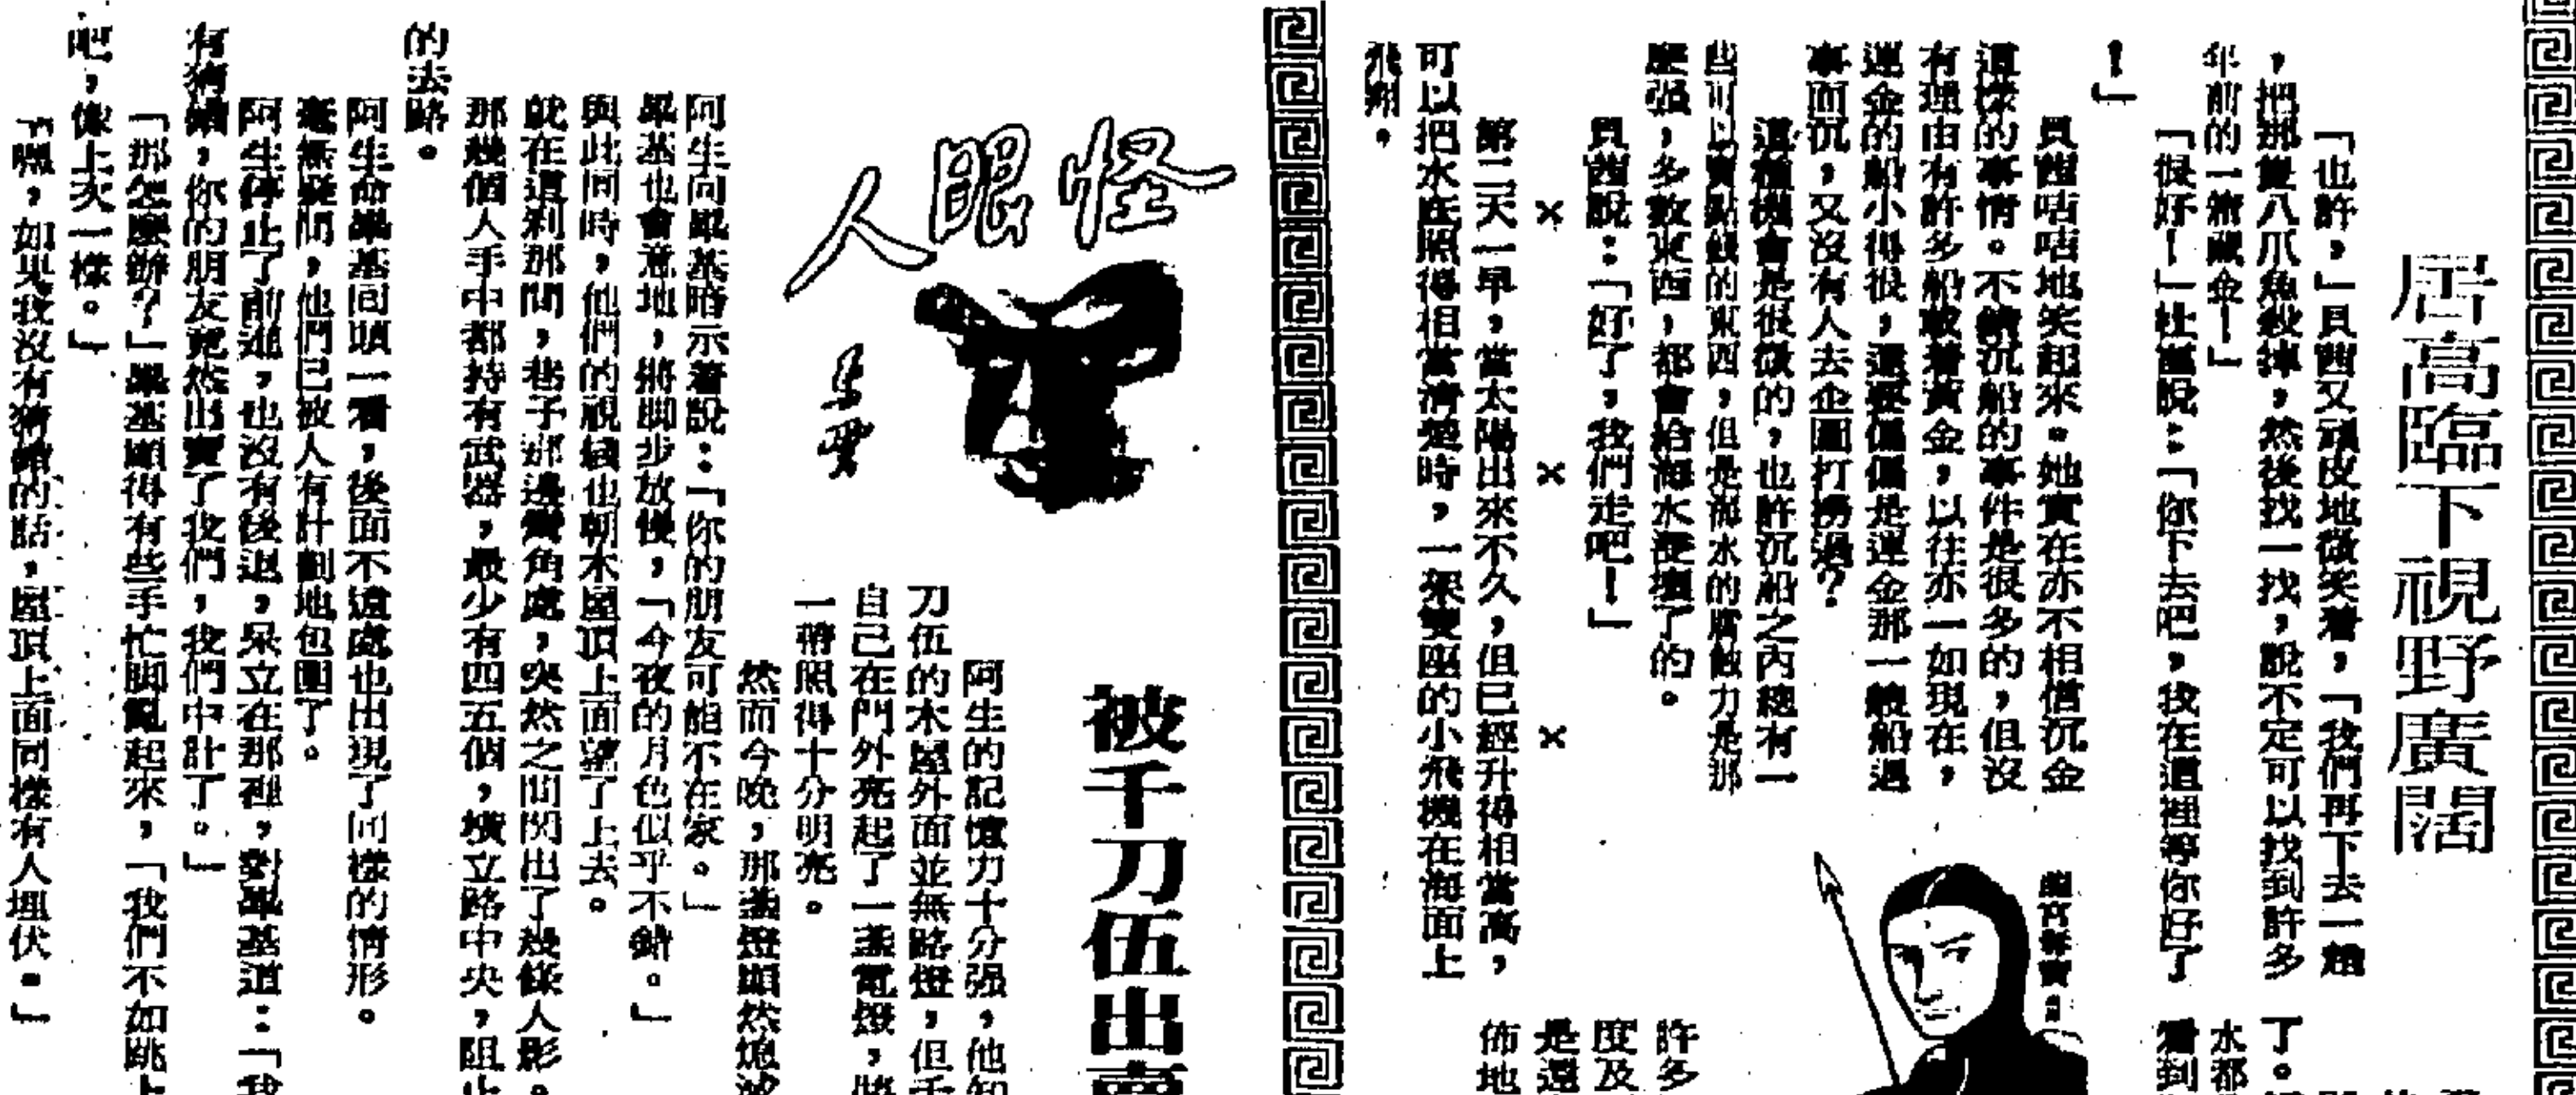 居高臨下視野廣闊
「也許，」貝茜又頑皮地微笑着，「我們再下去一趟
，把那雙八爪魚殺掉，然後找一找，說不定可以找到許多
年前的一箱藏金！」
「很好！」杜蘆說：「你下去吧，我在這裡等你好了
！」
貝茜咭咭地笑起來。她實在亦不相信沉金
這樣的事情。不錯沉船的事件是很多的，但沒
有理由有許多船載着黃金，以往亦一如現在，
運金的船小得很，還要偏偏是運金那一艘船遇
事而沉，又沒有人去企圖打撈過？
這種機會是很微的，也許沉船之內總有一
些可以賣點錢的東西，但是海水的腐蝕力是那
麼强，多數東西，都會給海水浸壞了的。
貝茜說：「好了，我們走吧！」
× × ×
第二天一早，當太陽出來不久，但已經升得相當高，
可以把水底照得相當清楚時，一架雙座的小飛機在海面上
飛翔。
了。
水都
看到
許多
度及
是還
佈地
怪眼人
被千刀伍出賣
阿生的記憶力十分强，他知
刀伍的木屋外面並無路燈，但千
自己在門外亮起了一盞電燈，將
一帶照得十分明亮。
然而今晚，那盞燈顯然熄滅
阿生向畢基暗示着說：「你的朋友可能不在家。」
畢基也會意地，將脚步放慢，「今夜的月色似乎不錯。」
與此同時，他們的視綫也朝木屋頂上面望了上去。
就在這刹那間，巷子那邊彎角處，突然之間閃出了幾條人影。
那幾個人手中都持有武器，最少有四五個，橫立路中央，阻止
的去路。
阿生命畢基回頭一看，後面不遠處也出現了同樣的情形。
毫無疑問，他們已被人有計劃地包圍了。
阿生停止了前進，也沒有後退，呆立在那裡，對畢基道：「我
有猜錯，你的朋友竟然出賣了我們，我們中計了。」
「那怎麼辦？」畢基顯得有些手忙脚亂起來，「我們不如跳上
吧，像上次一樣。」
「嘿，如果我沒有猜錯的話，屋頂上面同樣有人埋伏。」